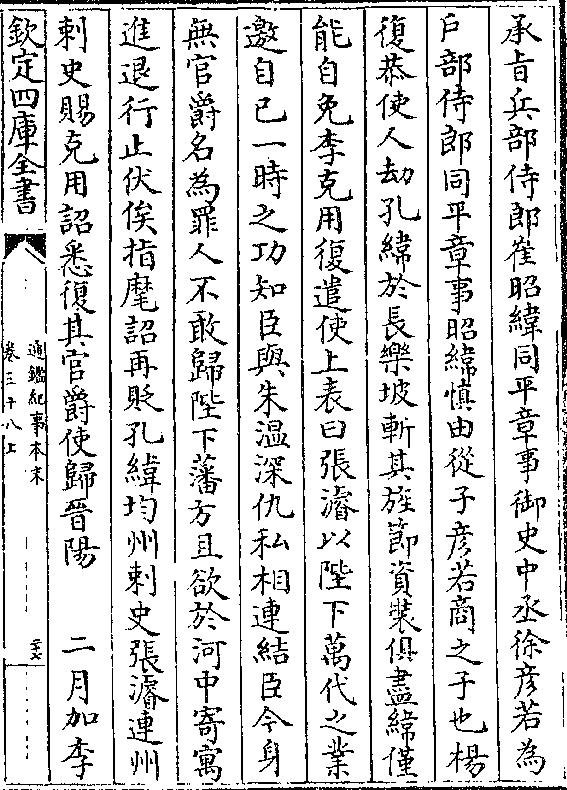 承旨兵部侍郎崔昭緯同平章事御史中丞徐彦若為
戶部侍郎同平章事昭緯慎由從子彦若商之子也楊
復恭使人劫孔緯於長樂坡斬其旌節資裝俱盡緯僅
能自免李克用復遣使上表曰張濬以陛下萬代之業
邀自己一時之功知臣與朱温深仇私相連結臣今身
無官爵名為罪人不敢歸陛下藩方且欲於河中寄寓
進退行止伏俟指麾詔再貶孔緯均州刺史張濬連州
刺史賜克用詔悉復其官爵使歸晉陽 二月加李
欽定四庫全書
通鑑紀事本末
卷三十八上
二十六